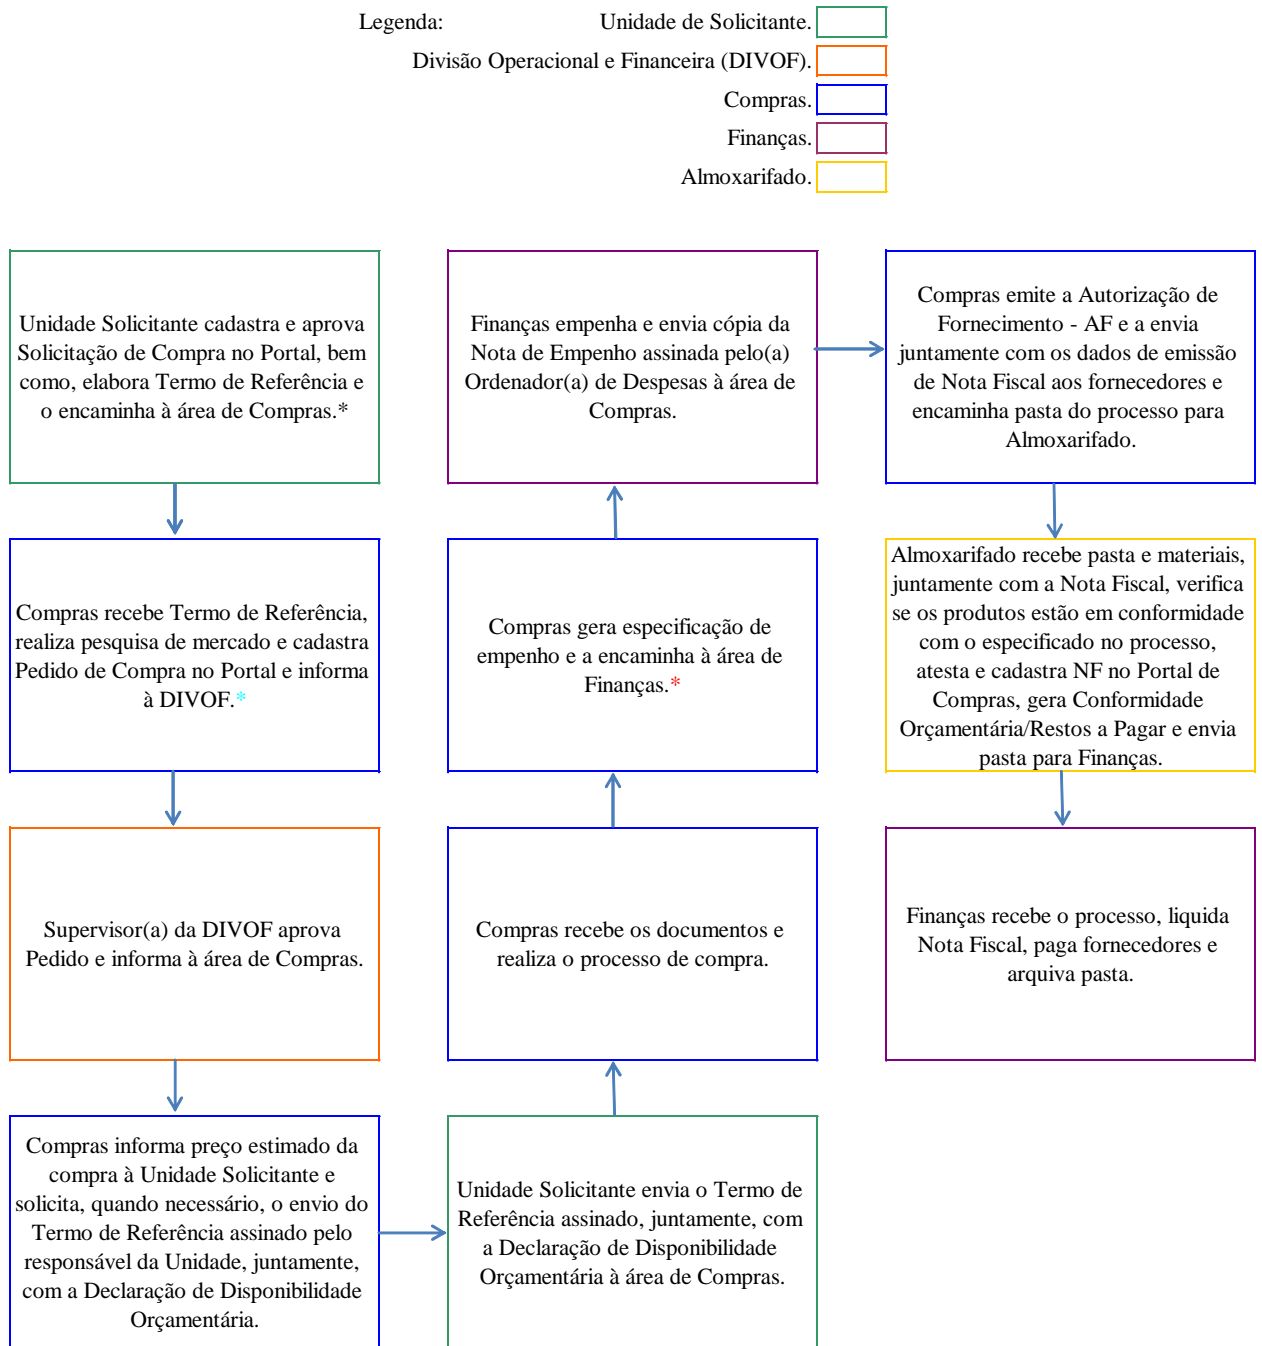 Legenda: Unidade de Solicitante.
Divisão Operacional e Financeira (DIVOF).
Compras.
Finanças.
Almoxarifado.
Unidade Solicitante cadastra e aprova
Solicitação de Compra no Portal, bem
como, elabora Termo de Referência e
o encaminha à área de Compras.*
Compras recebe Termo de Referência,
realiza pesquisa de mercado e cadastra
Pedido de Compra no Portal e informa
à DIVOF.*
Supervisor(a) da DIVOF aprova
Pedido e informa à área de Compras.
Compras informa preço estimado da
compra à Unidade Solicitante e
solicita, quando necessário, o envio do
Termo de Referência assinado pelo
responsável da Unidade, juntamente,
com a Declaração de Disponibilidade
Orçamentária.
Unidade Solicitante envia o Termo de
Referência assinado, juntamente, com
a Declaração de Disponibilidade
Orçamentária à área de Compras.
Compras recebe os documentos e
realiza o processo de compra.
Compras gera especificação de
empenho e a encaminha à área de
Finanças.*
Finanças empenha e envia cópia da
Nota de Empenho assinada pelo(a)
Ordenador(a) de Despesas à área de
Compras.
Compras emite a Autorização de
Fornecimento - AF e a envia
juntamente com os dados de emissão
de Nota Fiscal aos fornecedores e
encaminha pasta do processo para
Almoxarifado.
Almoxarifado recebe pasta e materiais,
juntamente com a Nota Fiscal, verifica
se os produtos estão em conformidade
com o especificado no processo,
atesta e cadastra NF no Portal de
Compras, gera Conformidade
Orçamentária/Restos a Pagar e envia
pasta para Finanças.
Finanças recebe o processo, liquida
Nota Fiscal, paga fornecedores e
arquiva pasta.